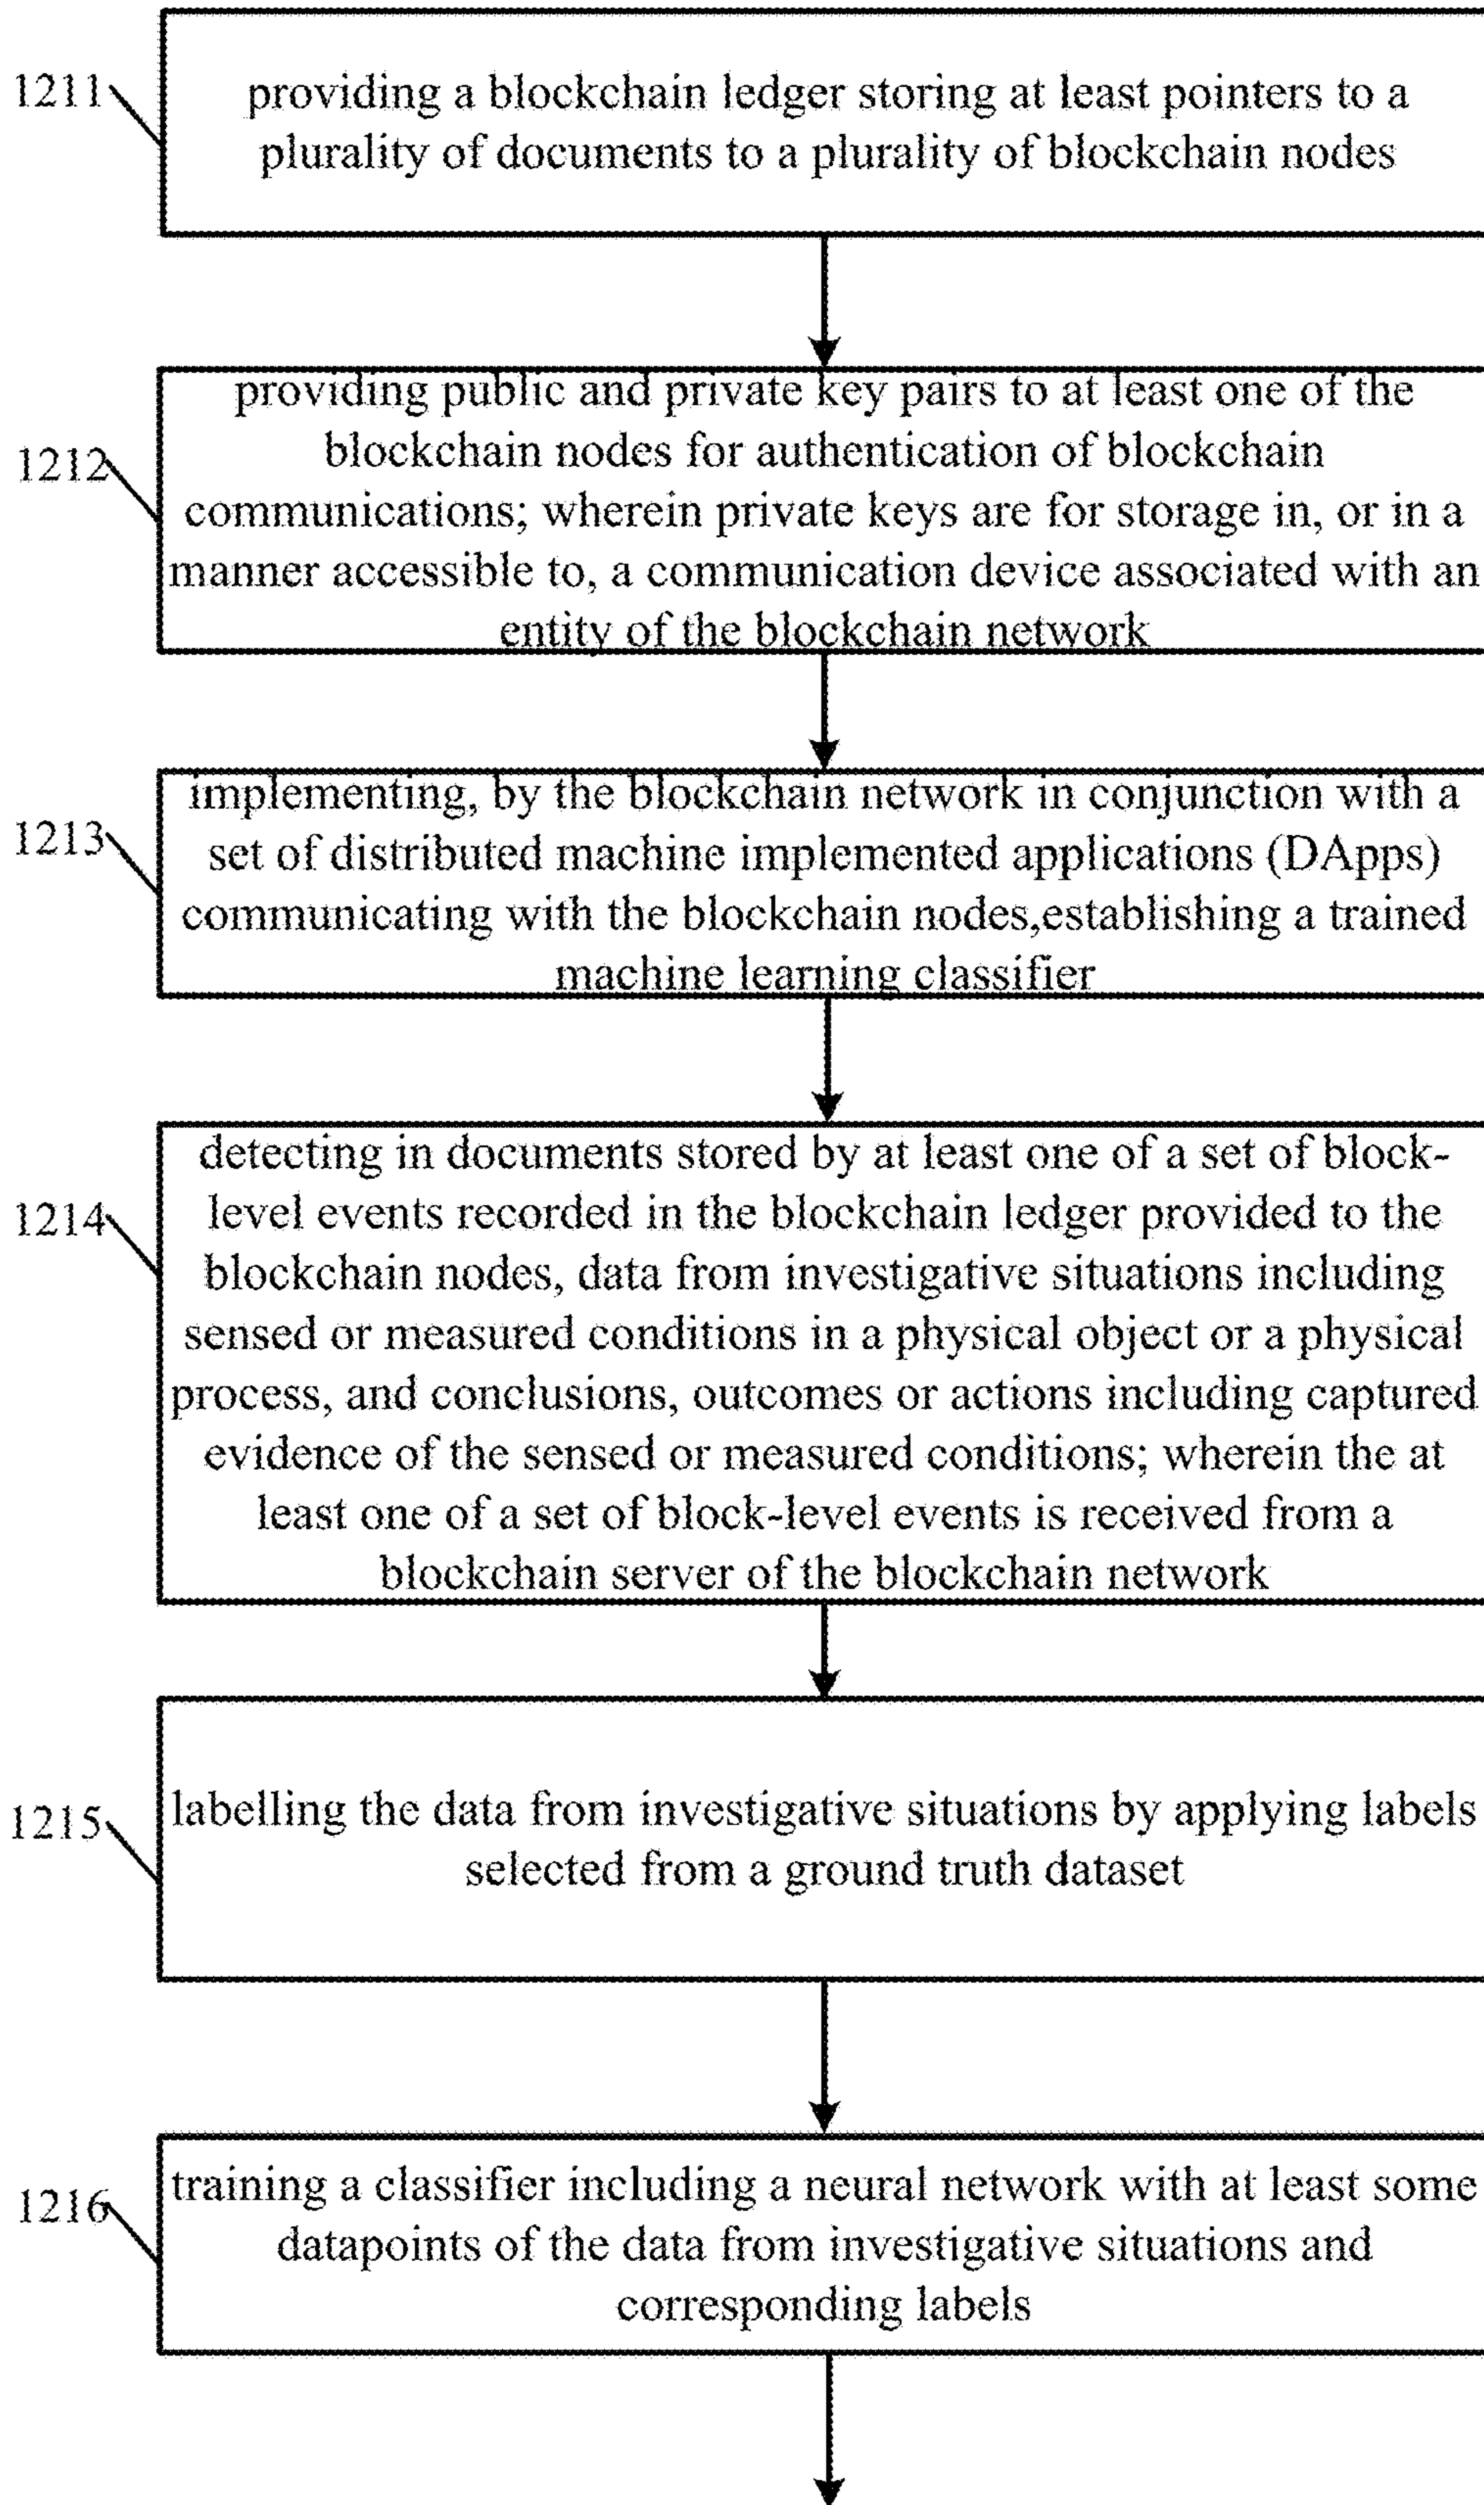 1211
providing a blockchain ledger storing at least pointers to a
plurality of documents to a plurality of blockchain nodes
providing public and private key pairs to at least one of the
blockchain nodes for authentication of blockchain
1212
communications; wherein private keys are for storage in, or in a
manner accessible to, a communication device associated with an
entity of the blockchain network
implementing, by the blockchain network in conjunction with a
1213
set of distributed machine implemented applications (DApps)
communicating with the blockchain nodes,establishing a trained
machine learning classifier
detecting in documents stored by at least one of a set of block-
1214
level events recorded in the blockchain ledger provided to the
blockchain nodes, data from investigative situations including
sensed or measured conditions in a physical object or a physical
process, and conclusions, outcomes or actions including captured
evidence of the sensed or measured conditions; wherein the at
least one of a set of block-level events is received from a
blockchain server of the blockchain network
1215
labelling the data from investigative situations by applying labels
selected from a ground truth dataset
1216
training a classifier including a neural network with at least some
datapoints of the data from investigative situations and
corresponding labels